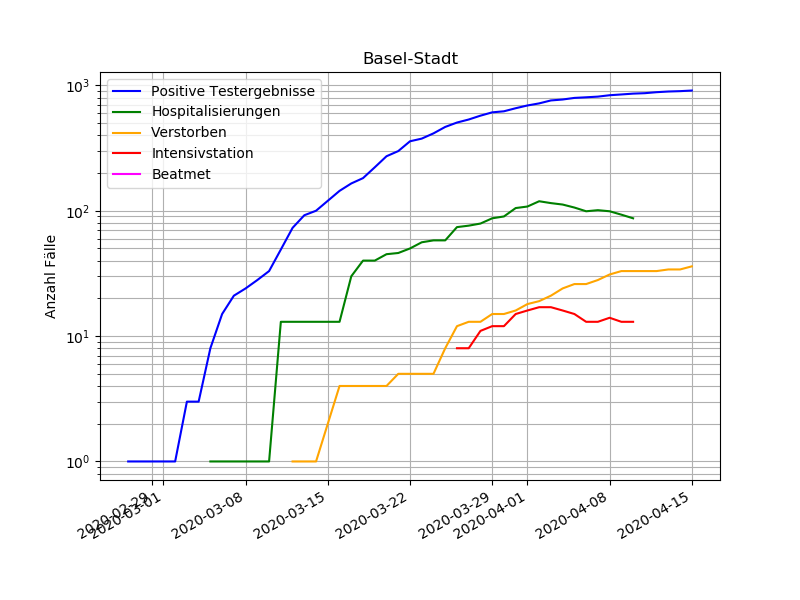 Basel-Stadt
Positive Testergebnisse
Hospitalisierungen
Verstorben
Intensivstation
Beatmet
Anzahl Fälle
10³
10²
10¹
10⁰
2020-02-29
2020-03-01
2020-03-08
2020-03-15
2020-03-22
2020-03-29
2020-04-01
2020-04-08
2020-04-15